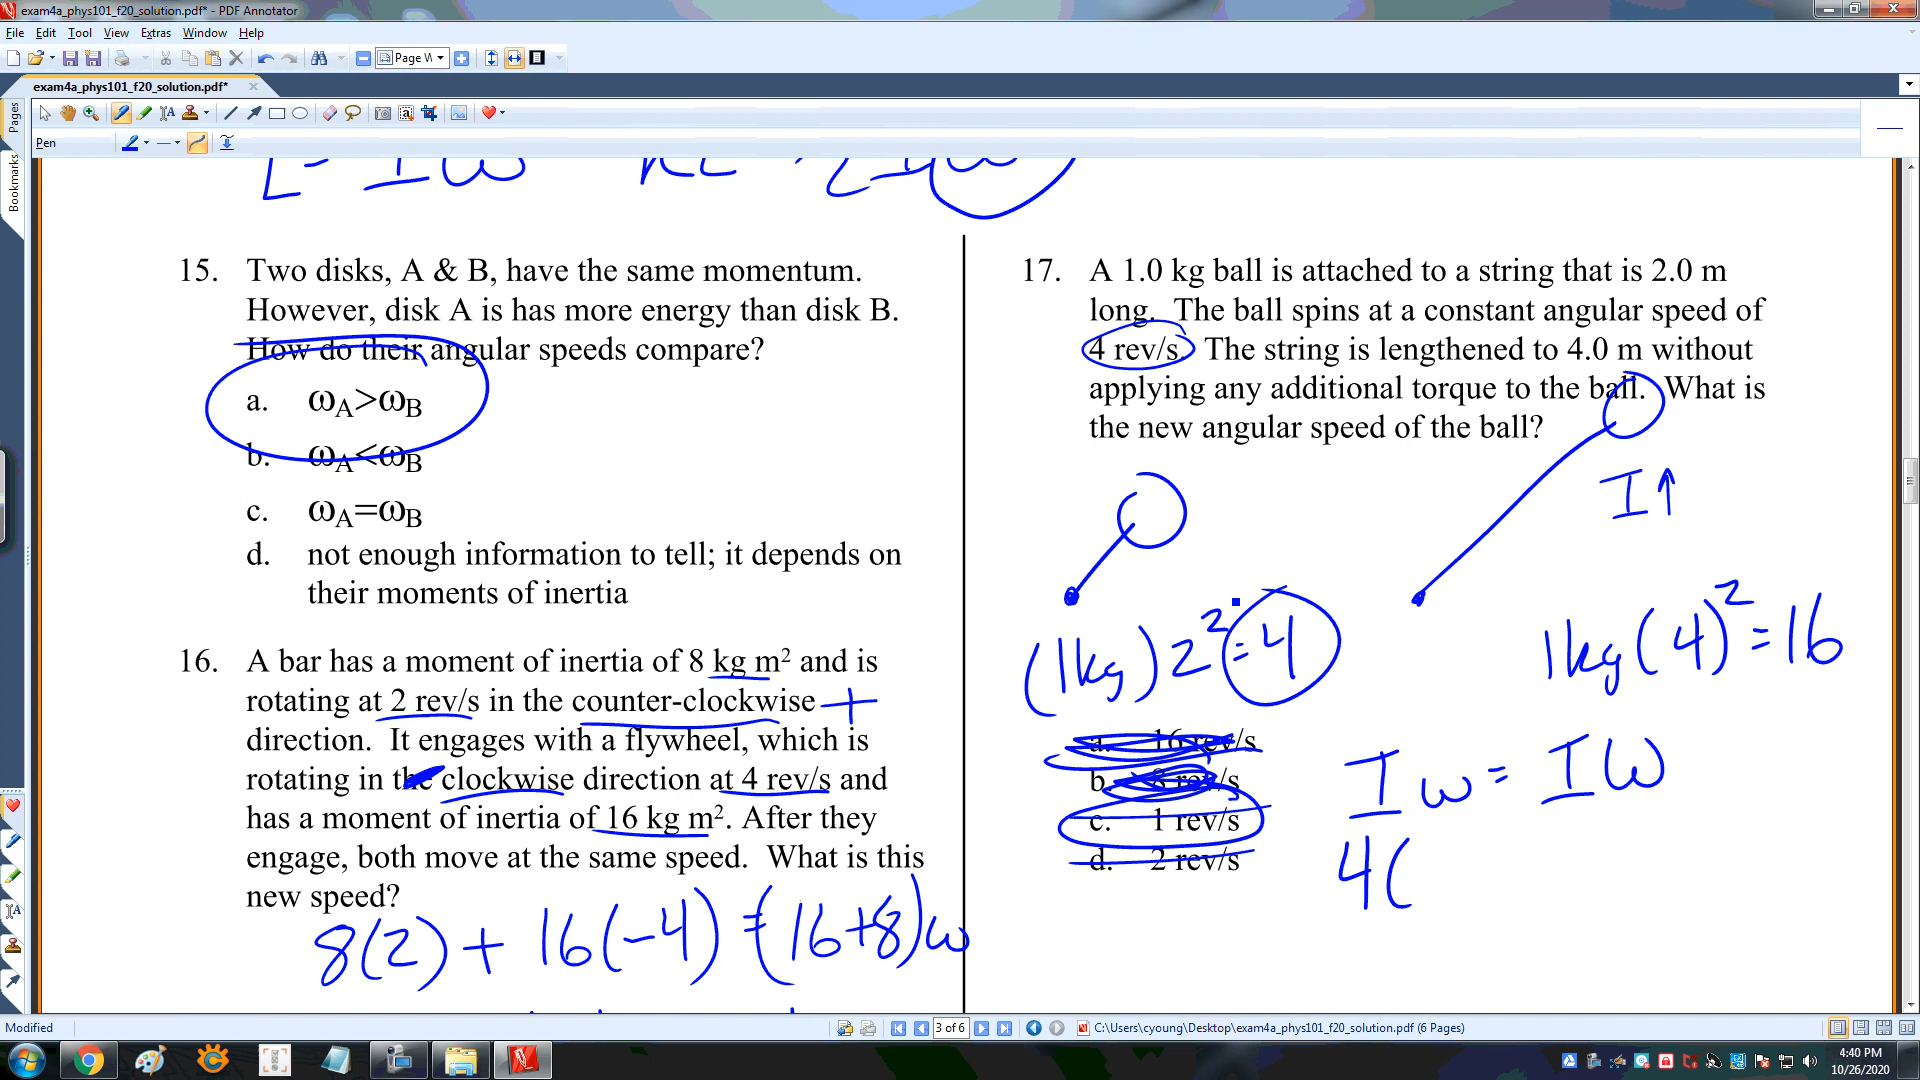 exam4a_phys101_f20_solution.pdf* - PDF Annotator
File Edit Tool View Extras Window Help
Page W
exam4a_phys101_f20_solution.pdf*
Pages
Bookmarks
Pen
L = I ω KE = 1/2 I ω
15. Two disks, A & B, have the same momentum.
However, disk A is has more energy than disk B.
How do their angular speeds compare?
a. ωA>ωB
b. ωA<ωB
c. ωA=ωB
d. not enough information to tell; it depends on
their moments of inertia
16. A bar has a moment of inertia of 8 kg m² and is
rotating at 2 rev/s in the counter-clockwise +
direction. It engages with a flywheel, which is
rotating in the clockwise direction at 4 rev/s and
has a moment of inertia of 16 kg m². After they
engage, both move at the same speed. What is this
new speed?
8(2) + 16(-4) = (16+8)ω
17. A 1.0 kg ball is attached to a string that is 2.0 m
long. The ball spins at a constant angular speed of
4 rev/s. The string is lengthened to 4.0 m without
applying any additional torque to the ball. What is
the new angular speed of the ball?
I↑
(1kg)2² = 4
1kg(4)² = 16
a. 16 rev/s
b. 8 rev/s
c. 1 rev/s
d. 2 rev/s
I ω = I ω
4(
Modified
3 of 6
C:\Users\cyoung\Desktop\exam4a_phys101_f20_solution.pdf (6 Pages)
4:40 PM
10/26/2020